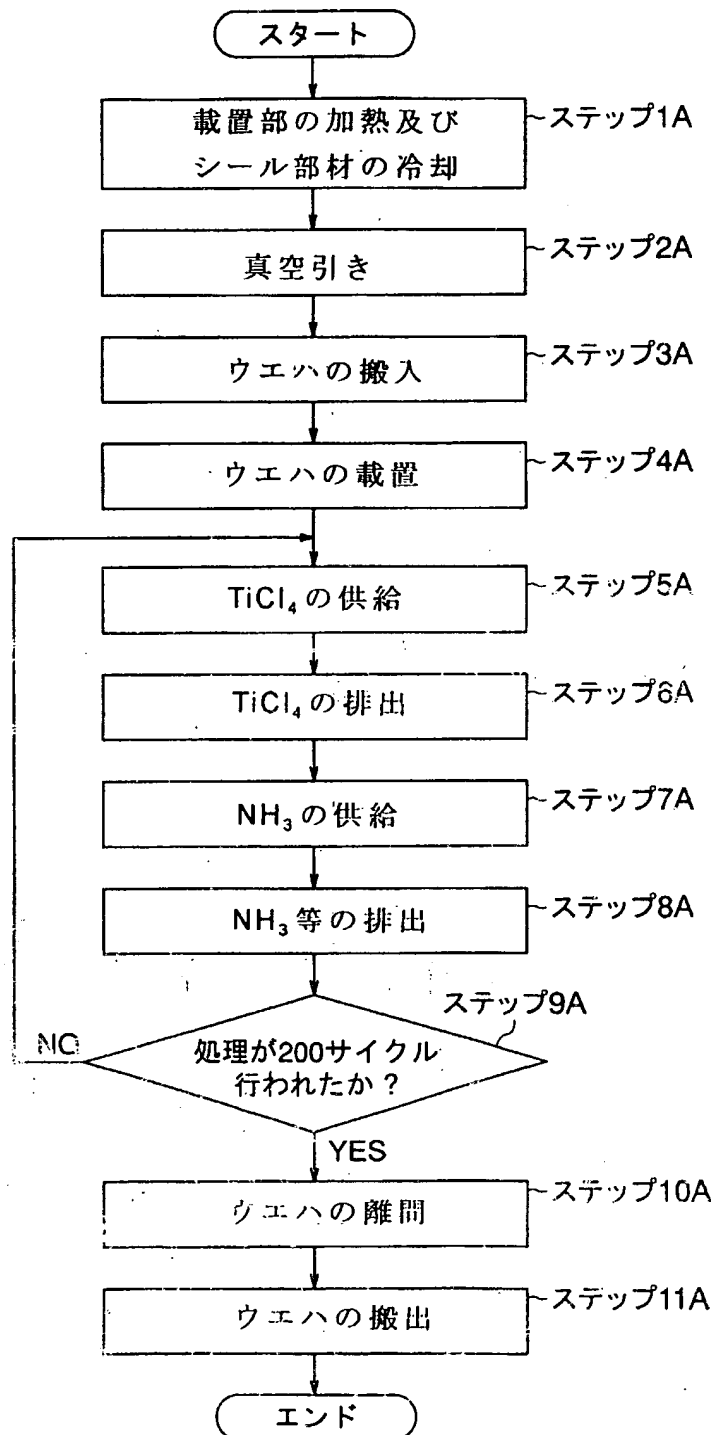 スタート
載置部の加熱及び
シール部材の冷却
ステップ1A
真空引き
ステップ2A
ウエハの搬入
ステップ3A
ウエハの載置
ステップ4A
TiCl₄の供給
ステップ5A
TiCl₄の排出
ステップ6A
NH₃の供給
ステップ7A
NH₃等の排出
ステップ8A
ステップ9A
処理が200サイクル
行われたか?
NO
YES
ウエハの離間
ステップ10A
ウエハの搬出
ステップ11A
エンド